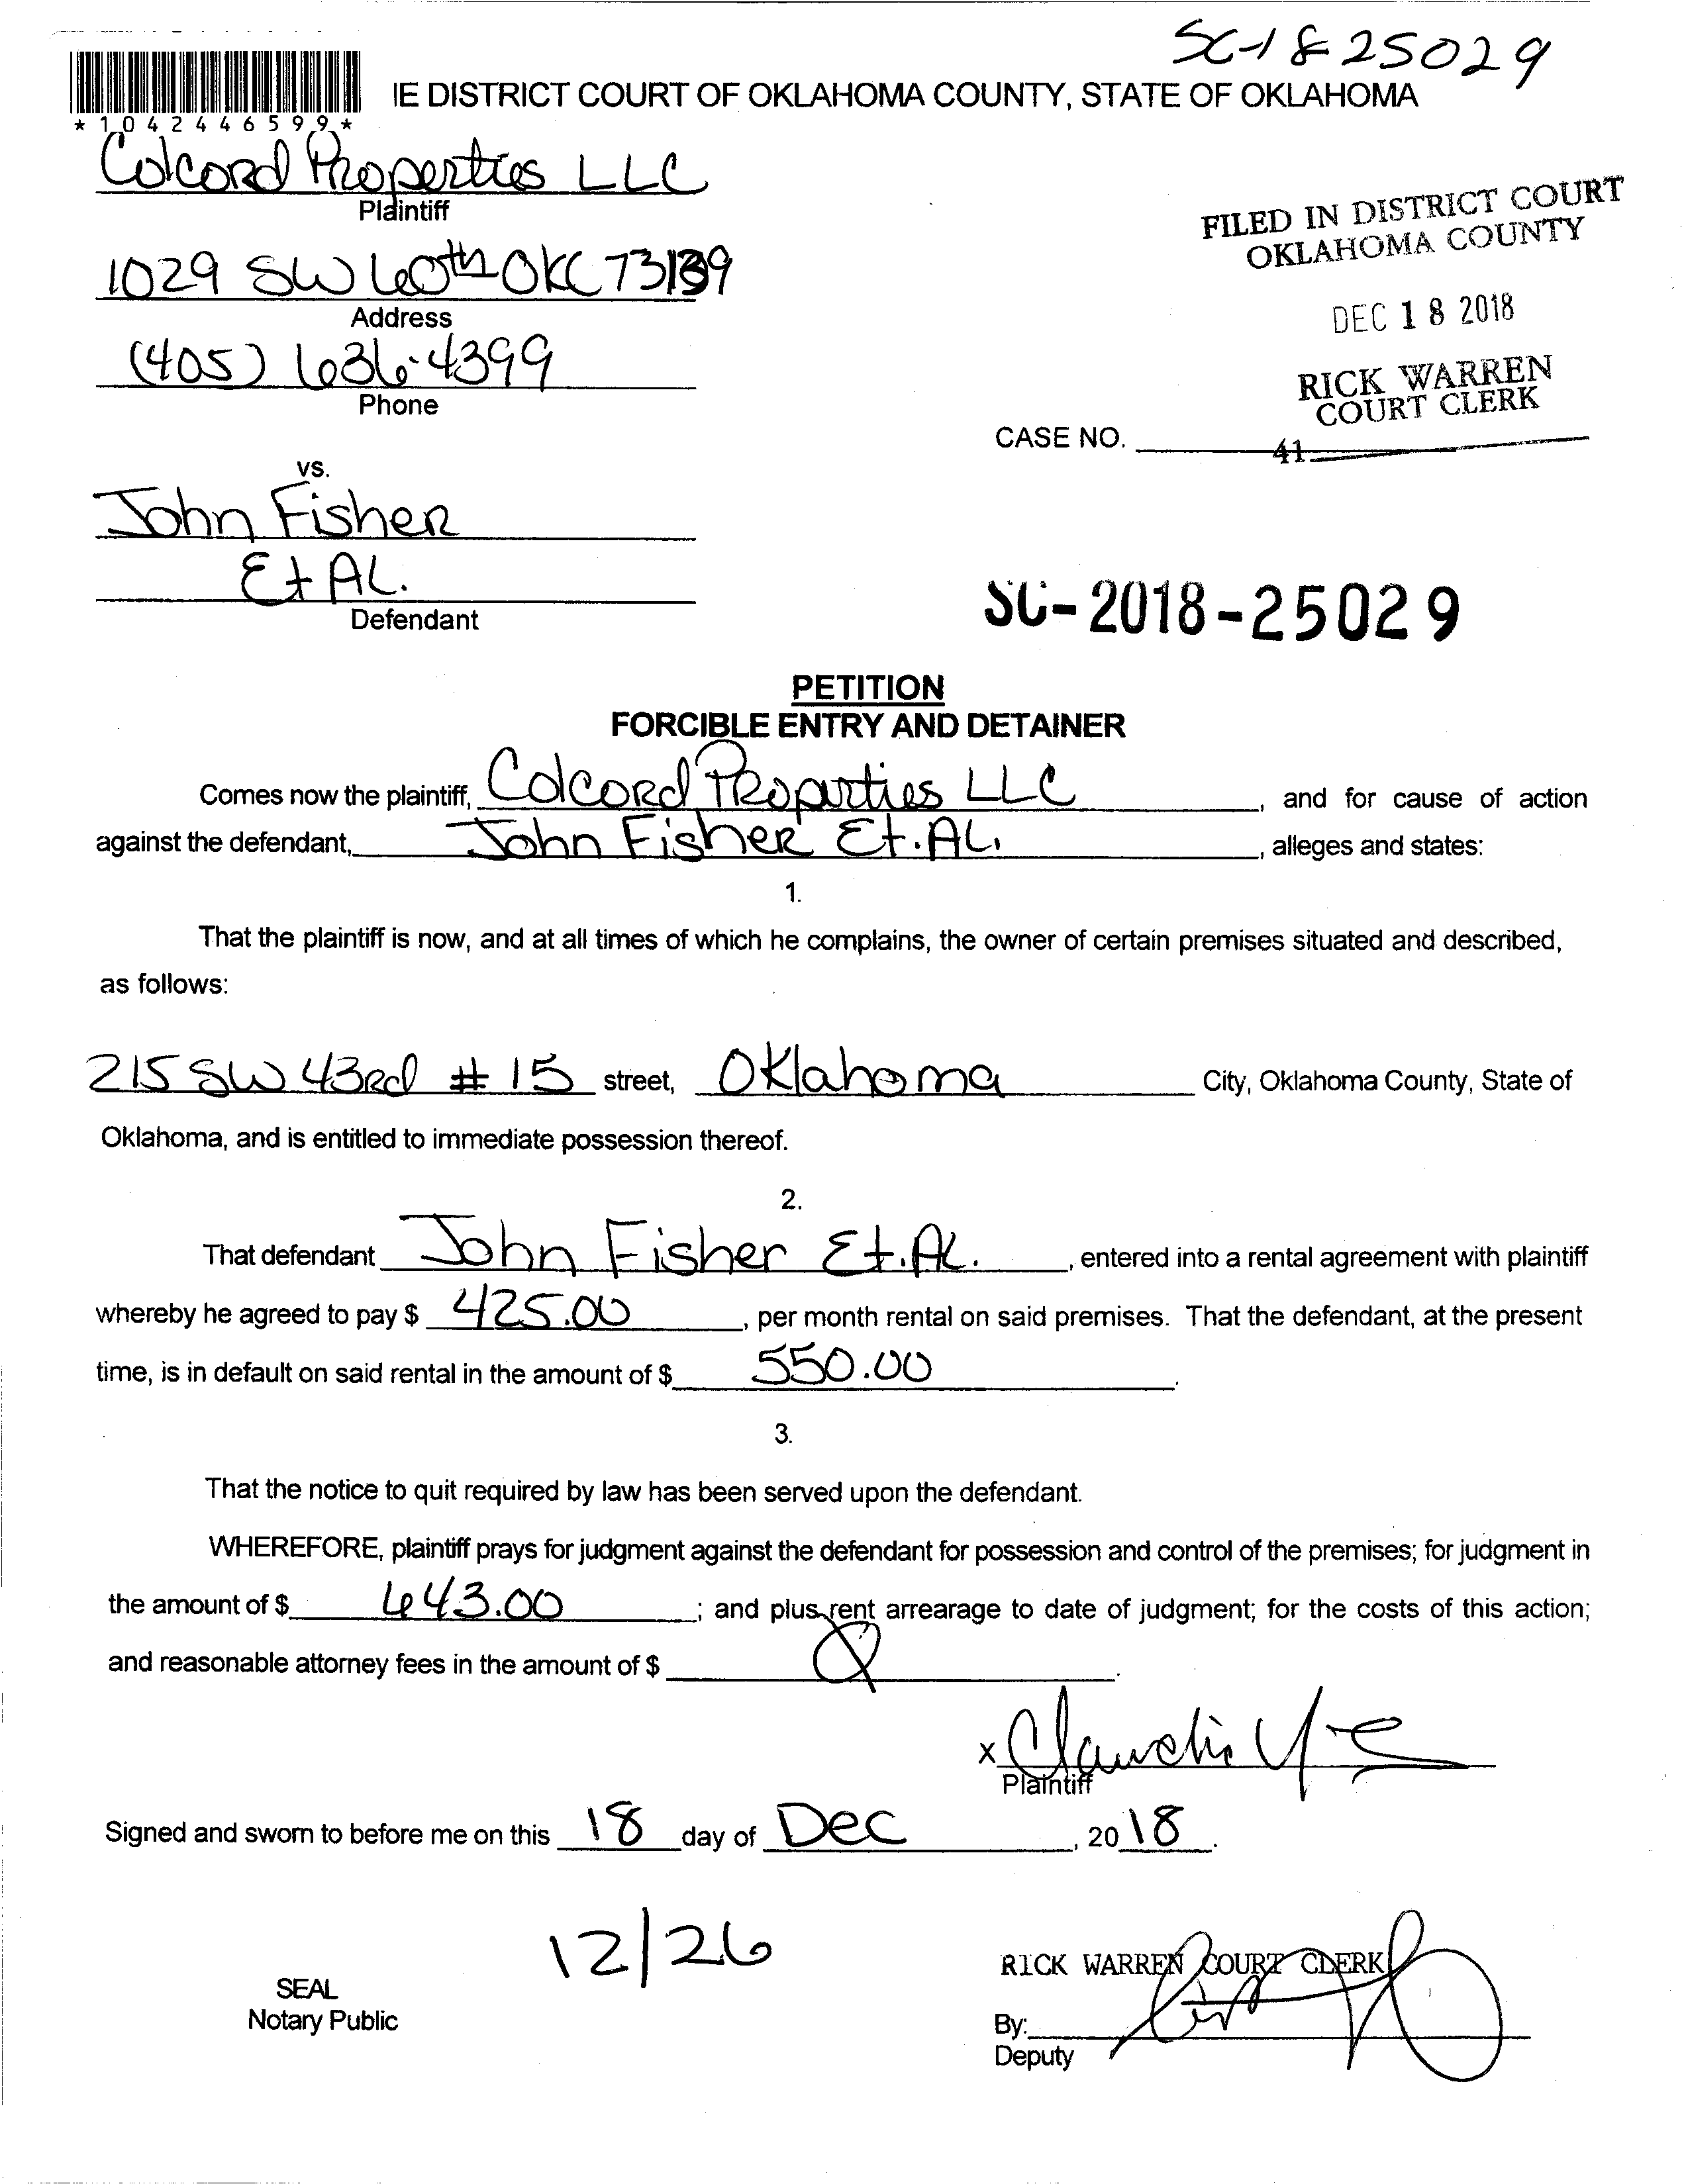 SC-18-25029
IE DISTRICT COURT OF OKLAHOMA COUNTY, STATE OF OKLAHOMA
* 1 0 4 2 4 4 6 5 9 9 *
Colcord Properties LLC
Plaintiff
FILED IN DISTRICT COURT
OKLAHOMA COUNTY
1029 SW 60th OKC 73139
Address
DEC 18 2018
(405) 636-4399
Phone
RICK WARREN
COURT CLERK
CASE NO.
41
vs.
John Fisher
Et AL.
Defendant
SC-2018-25029
PETITION
FORCIBLE ENTRY AND DETAINER
Comes now the plaintiff, Colcord Properties LLC, and for cause of action
against the defendant, John Fisher Et.AL., alleges and states:
1.
That the plaintiff is now, and at all times of which he complains, the owner of certain premises situated and described,
as follows:
215 SW 43Rd # 15 street, Oklahoma City, Oklahoma County, State of
Oklahoma, and is entitled to immediate possession thereof.
2.
That defendant John Fisher Et.AL., entered into a rental agreement with plaintiff
whereby he agreed to pay $ 425.00, per month rental on said premises. That the defendant, at the present
time, is in default on said rental in the amount of $ 550.00.
3.
That the notice to quit required by law has been served upon the defendant.
WHEREFORE, plaintiff prays for judgment against the defendant for possession and control of the premises; for judgment in
the amount of $ 643.00; and plus rent arrearage to date of judgment; for the costs of this action;
and reasonable attorney fees in the amount of $
x Claudia
Plaintiff
Signed and sworn to before me on this 18 day of Dec, 2018.
12/26
RICK WARREN COURT CLERK
SEAL
Notary Public
By:
Deputy